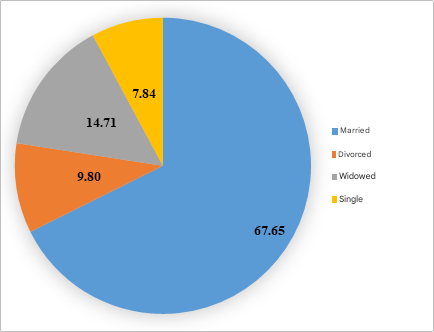 7.84
14.71
9.80
67.65
Married
Divorced
Widowed
Single